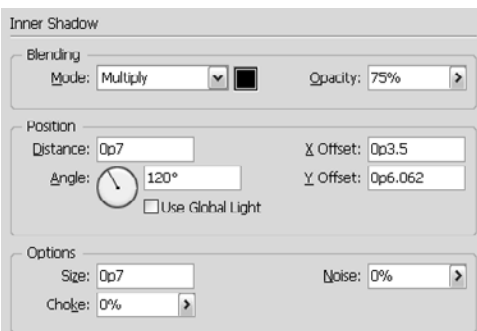 Inner Shadow
Blending
Mode: Multiply
Opacity: 75%
Position
Distance: 0p7
X Offset: 0p3.5
Angle: 120°
Y Offset: 0p6.062
Use Global Light
Options
Size: 0p7
Noise: 0%
Choke: 0%